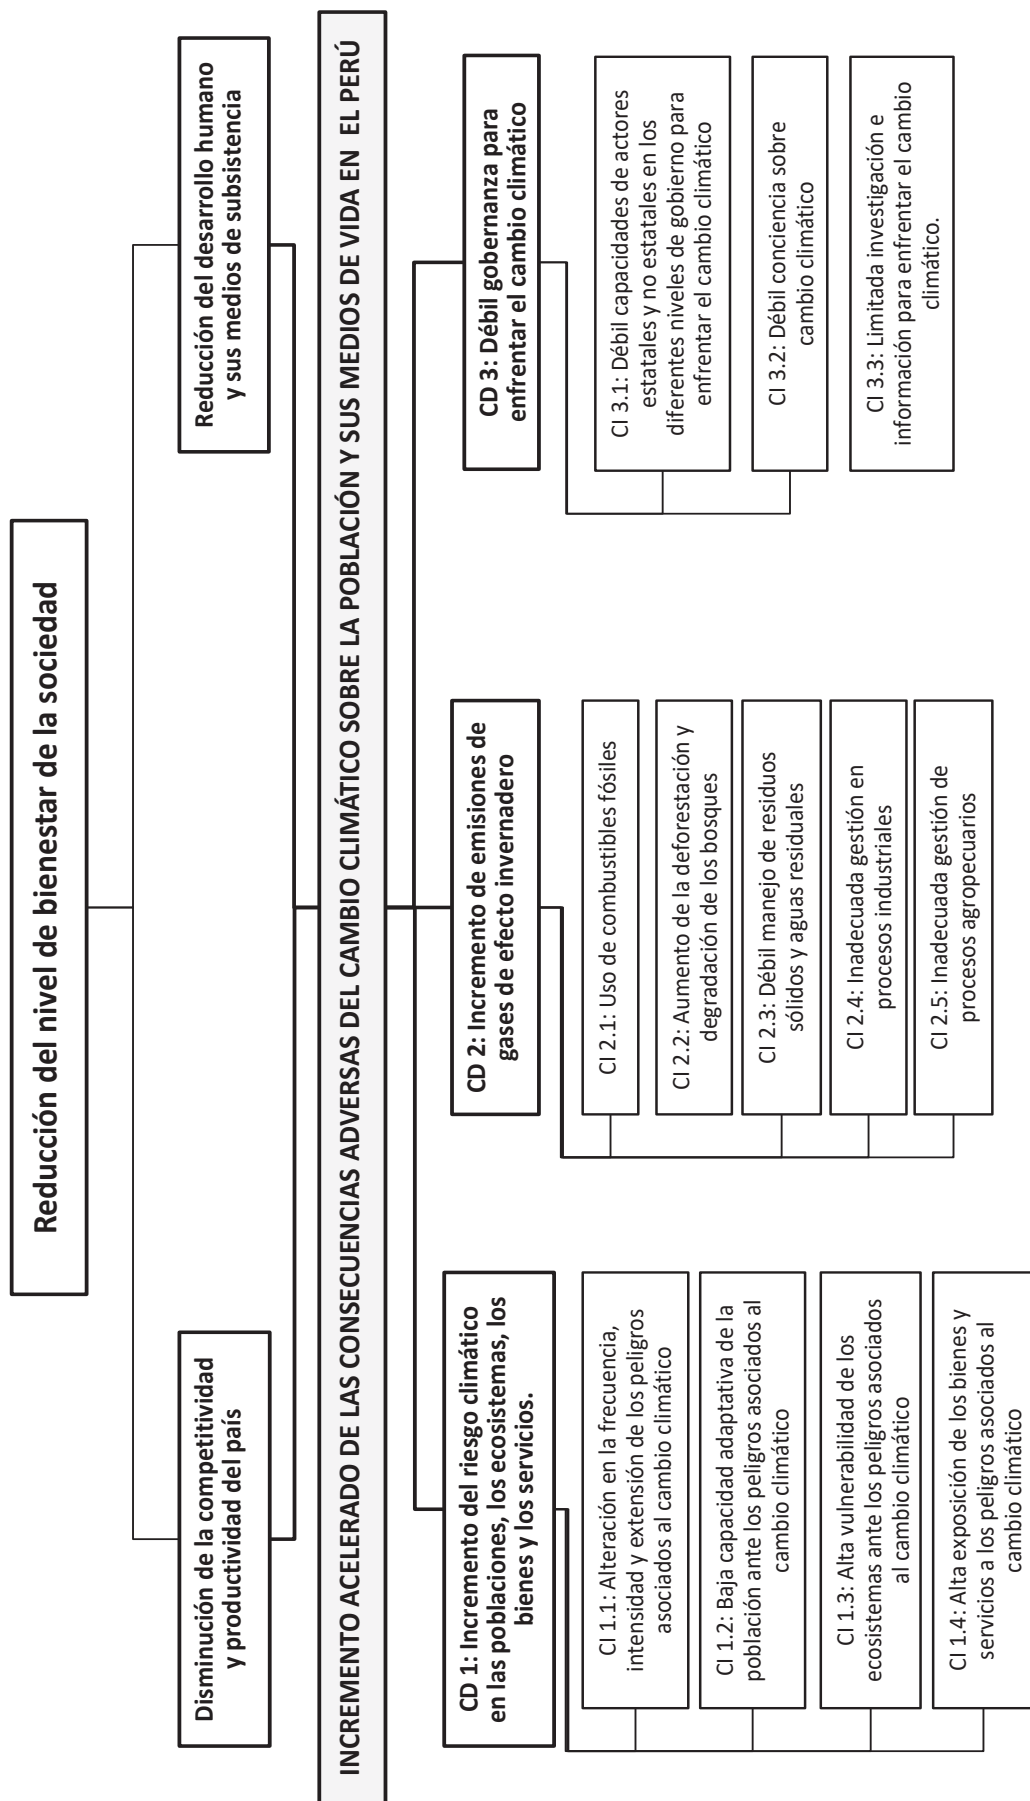 Reducción del nivel de bienestar de la sociedad
Disminución de la competitividad
y productividad del país
Reducción del desarrollo humano
y sus medios de subsistencia
INCREMENTO ACELERADO DE LAS CONSECUENCIAS ADVERSAS DEL CAMBIO CLIMÁTICO SOBRE LA POBLACIÓN Y SUS MEDIOS DE VIDA EN EL PERÚ
CD 1: Incremento del riesgo climático
en las poblaciones, los ecosistemas, los
bienes y los servicios.
CI 1.1: Alteración en la frecuencia,
intensidad y extensión de los peligros
asociados al cambio climático
CI 1.2: Baja capacidad adaptativa de la
población ante los peligros asociados al
cambio climático
CI 1.3: Alta vulnerabilidad de los
ecosistemas ante los peligros asociados
al cambio climático
CI 1.4: Alta exposición de los bienes y
servicios a los peligros asociados al
cambio climático
CD 2: Incremento de emisiones de
gases de efecto invernadero
CI 2.1: Uso de combustibles fósiles
CI 2.2: Aumento de la deforestación y
degradación de los bosques
CI 2.3: Débil manejo de residuos
sólidos y aguas residuales
CI 2.4: Inadecuada gestión en
procesos industriales
CI 2.5: Inadecuada gestión de
procesos agropecuarios
CD 3: Débil gobernanza para
enfrentar el cambio climático
CI 3.1: Débil capacidades de actores
estatales y no estatales en los
diferentes niveles de gobierno para
enfrentar el cambio climático
CI 3.2: Débil conciencia sobre
cambio climático
CI 3.3: Limitada investigación e
información para enfrentar el cambio
climático.